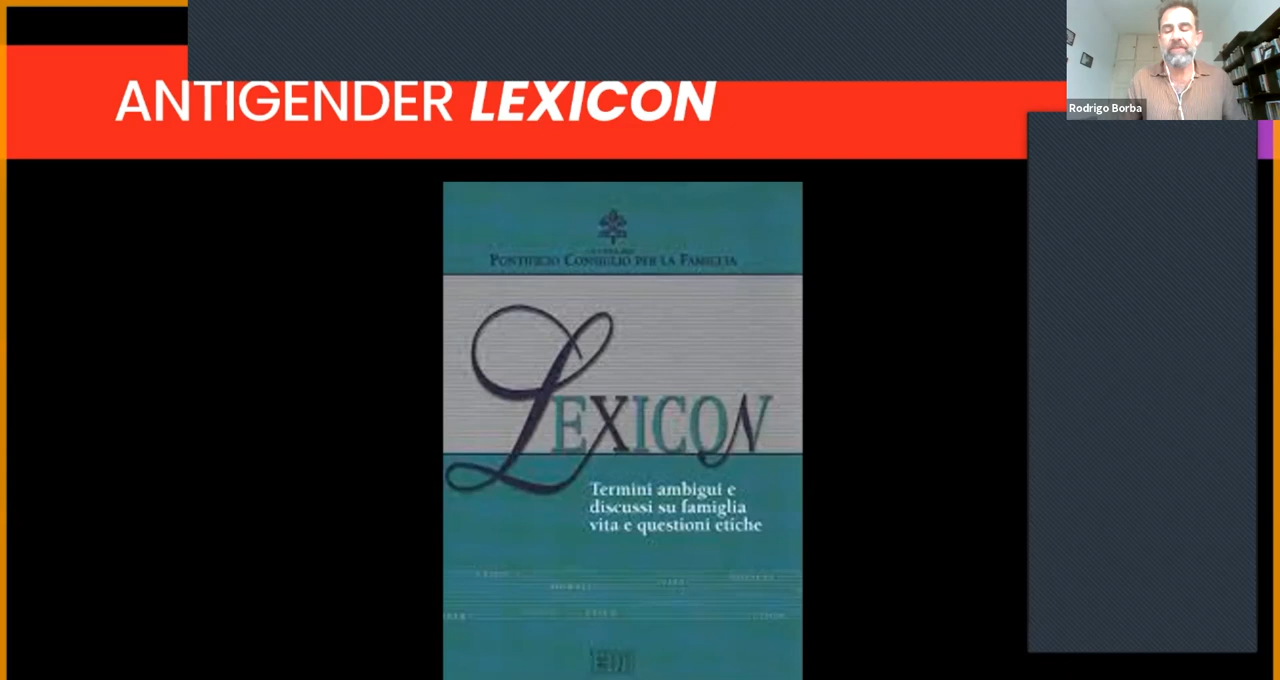 ANTIGENDER LEXICON
Rodrigo Borba
PONTIFICIO CONSIGLIO PER LA FAMIGLIA
LEXICON
Termini ambigui e
discussi su famiglia
vita e questioni etiche